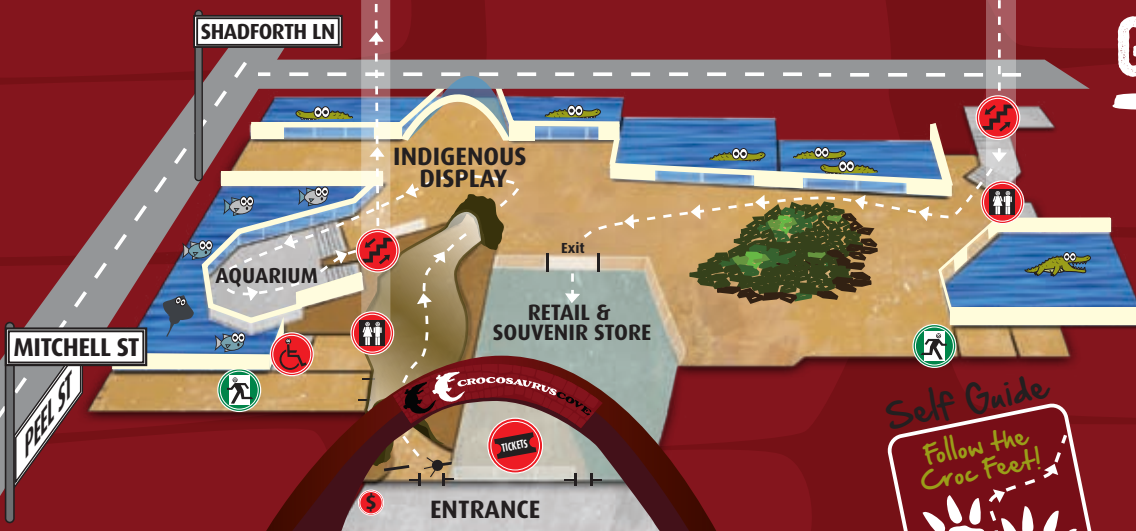 SHADFORTH LN
G
INDIGENOUS
DISPLAY
AQUARIUM
Exit
RETAIL &
SOUVENIR STORE
MITCHELL ST
PEEL ST
CROCOSAURUS COVE
TICKETS
$
ENTRANCE
Self Guide
Follow the
Croc Feet!